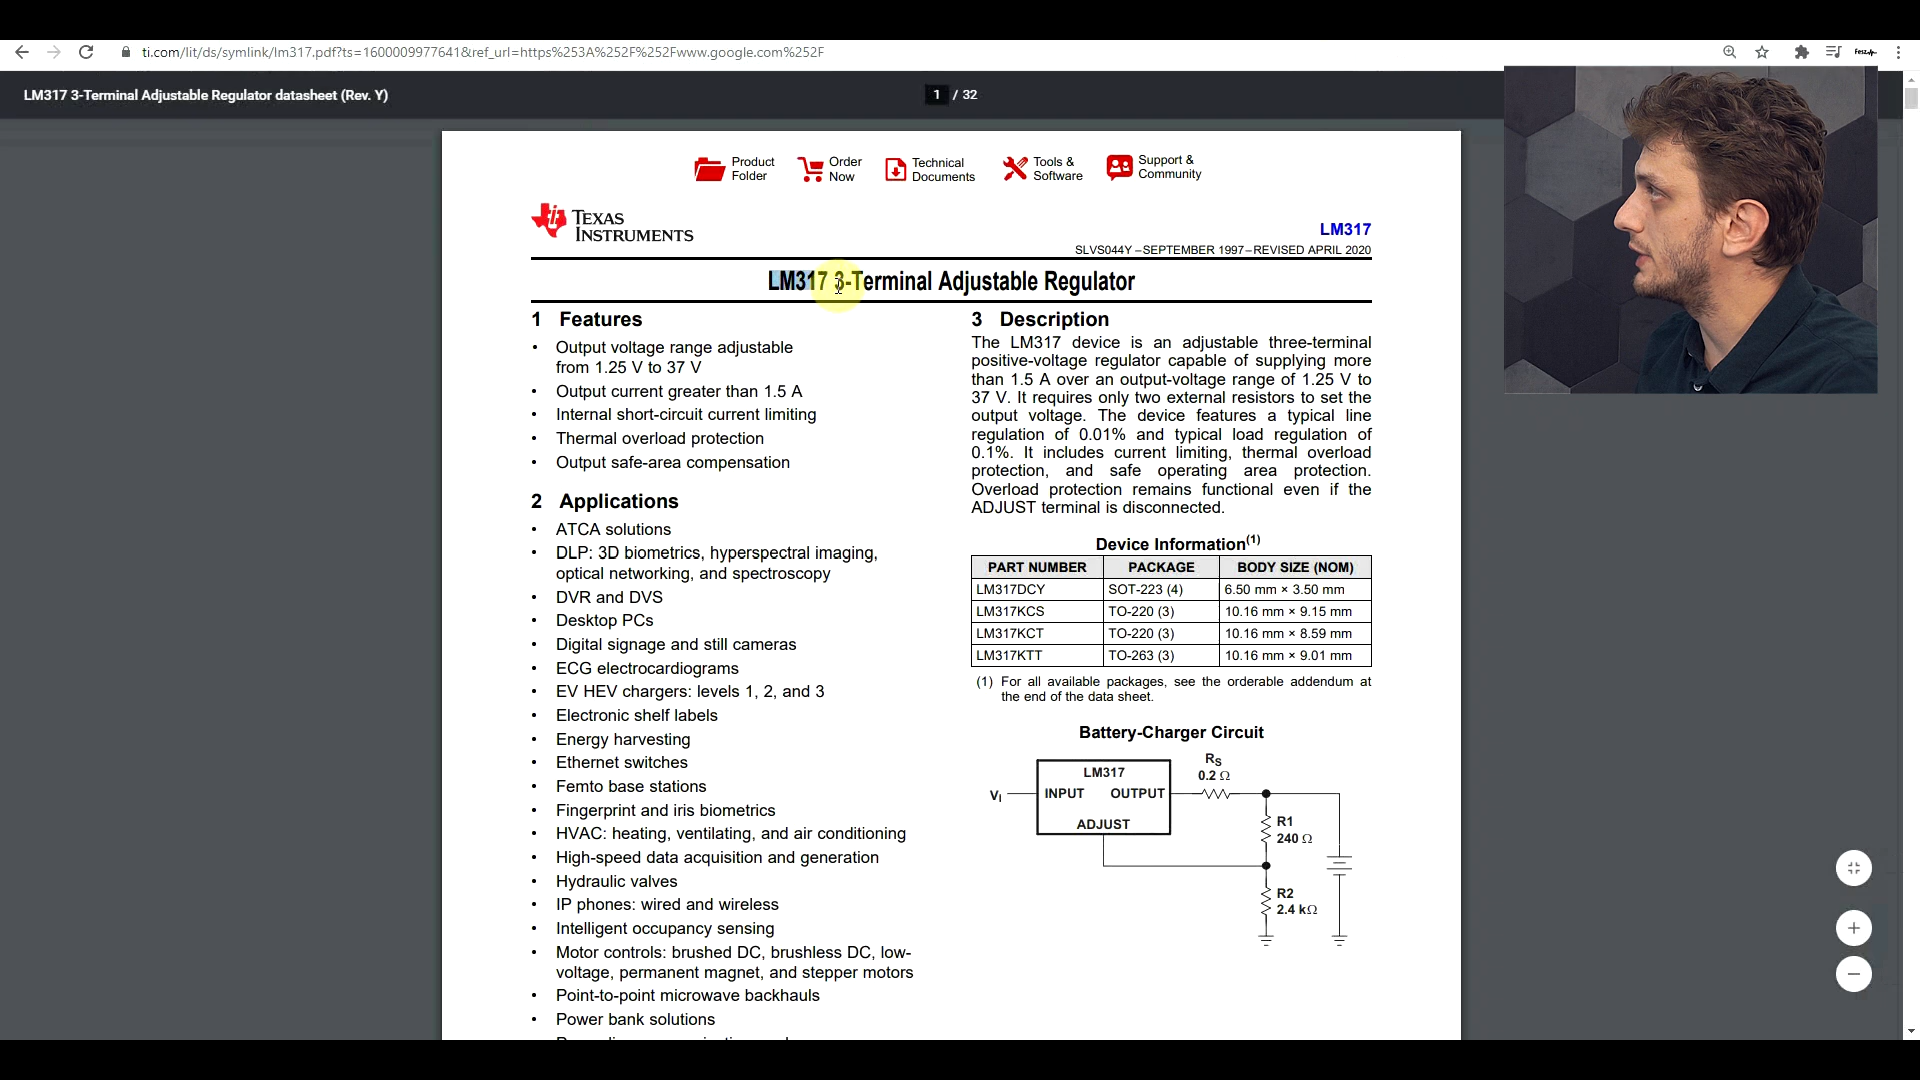 ti.com/lit/ds/symlink/lm317.pdf?ts=1600009977641&ref_url=https%253A%252F%252Fwww.google.com%252F
LM317 3-Terminal Adjustable Regulator datasheet (Rev. Y)
1 / 32
Product Folder
Order Now
Technical Documents
Tools & Software
Support & Community
TEXAS
INSTRUMENTS
LM317
SLVS044Y –SEPTEMBER 1997–REVISED APRIL 2020
LM317 3-Terminal Adjustable Regulator
1 Features
• Output voltage range adjustable
from 1.25 V to 37 V
• Output current greater than 1.5 A
• Internal short-circuit current limiting
• Thermal overload protection
• Output safe-area compensation
2 Applications
• ATCA solutions
• DLP: 3D biometrics, hyperspectral imaging,
optical networking, and spectroscopy
• DVR and DVS
• Desktop PCs
• Digital signage and still cameras
• ECG electrocardiograms
• EV HEV chargers: levels 1, 2, and 3
• Electronic shelf labels
• Energy harvesting
• Ethernet switches
• Femto base stations
• Fingerprint and iris biometrics
• HVAC: heating, ventilating, and air conditioning
• High-speed data acquisition and generation
• Hydraulic valves
• IP phones: wired and wireless
• Intelligent occupancy sensing
• Motor controls: brushed DC, brushless DC, low-
voltage, permanent magnet, and stepper motors
• Point-to-point microwave backhauls
• Power bank solutions
3 Description
The LM317 device is an adjustable three-terminal
positive-voltage regulator capable of supplying more
than 1.5 A over an output-voltage range of 1.25 V to
37 V. It requires only two external resistors to set the
output voltage. The device features a typical line
regulation of 0.01% and typical load regulation of
0.1%. It includes current limiting, thermal overload
protection, and safe operating area protection.
Overload protection remains functional even if the
ADJUST terminal is disconnected.
Device Information(1)
PART NUMBER PACKAGE BODY SIZE (NOM)
LM317DCY SOT-223 (4) 6.50 mm × 3.50 mm
LM317KCS TO-220 (3) 10.16 mm × 9.15 mm
LM317KCT TO-220 (3) 10.16 mm × 8.59 mm
LM317KTT TO-263 (3) 10.16 mm × 9.01 mm
(1) For all available packages, see the orderable addendum at
the end of the data sheet.
Battery-Charger Circuit
RS
0.2 Ω
LM317
VI INPUT OUTPUT
ADJUST
R1
240 Ω
R2
2.4 kΩ